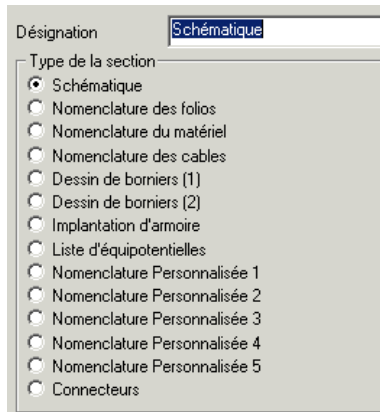 Désignation Schématique
Type de la section
Schématique
Nomenclature des folios
Nomenclature du matériel
Nomenclature des cables
Dessin de borniers (1)
Dessin de borniers (2)
Implantation d'armoire
Liste d'équipotentielles
Nomenclature Personnalisée 1
Nomenclature Personnalisée 2
Nomenclature Personnalisée 3
Nomenclature Personnalisée 4
Nomenclature Personnalisée 5
Connecteurs